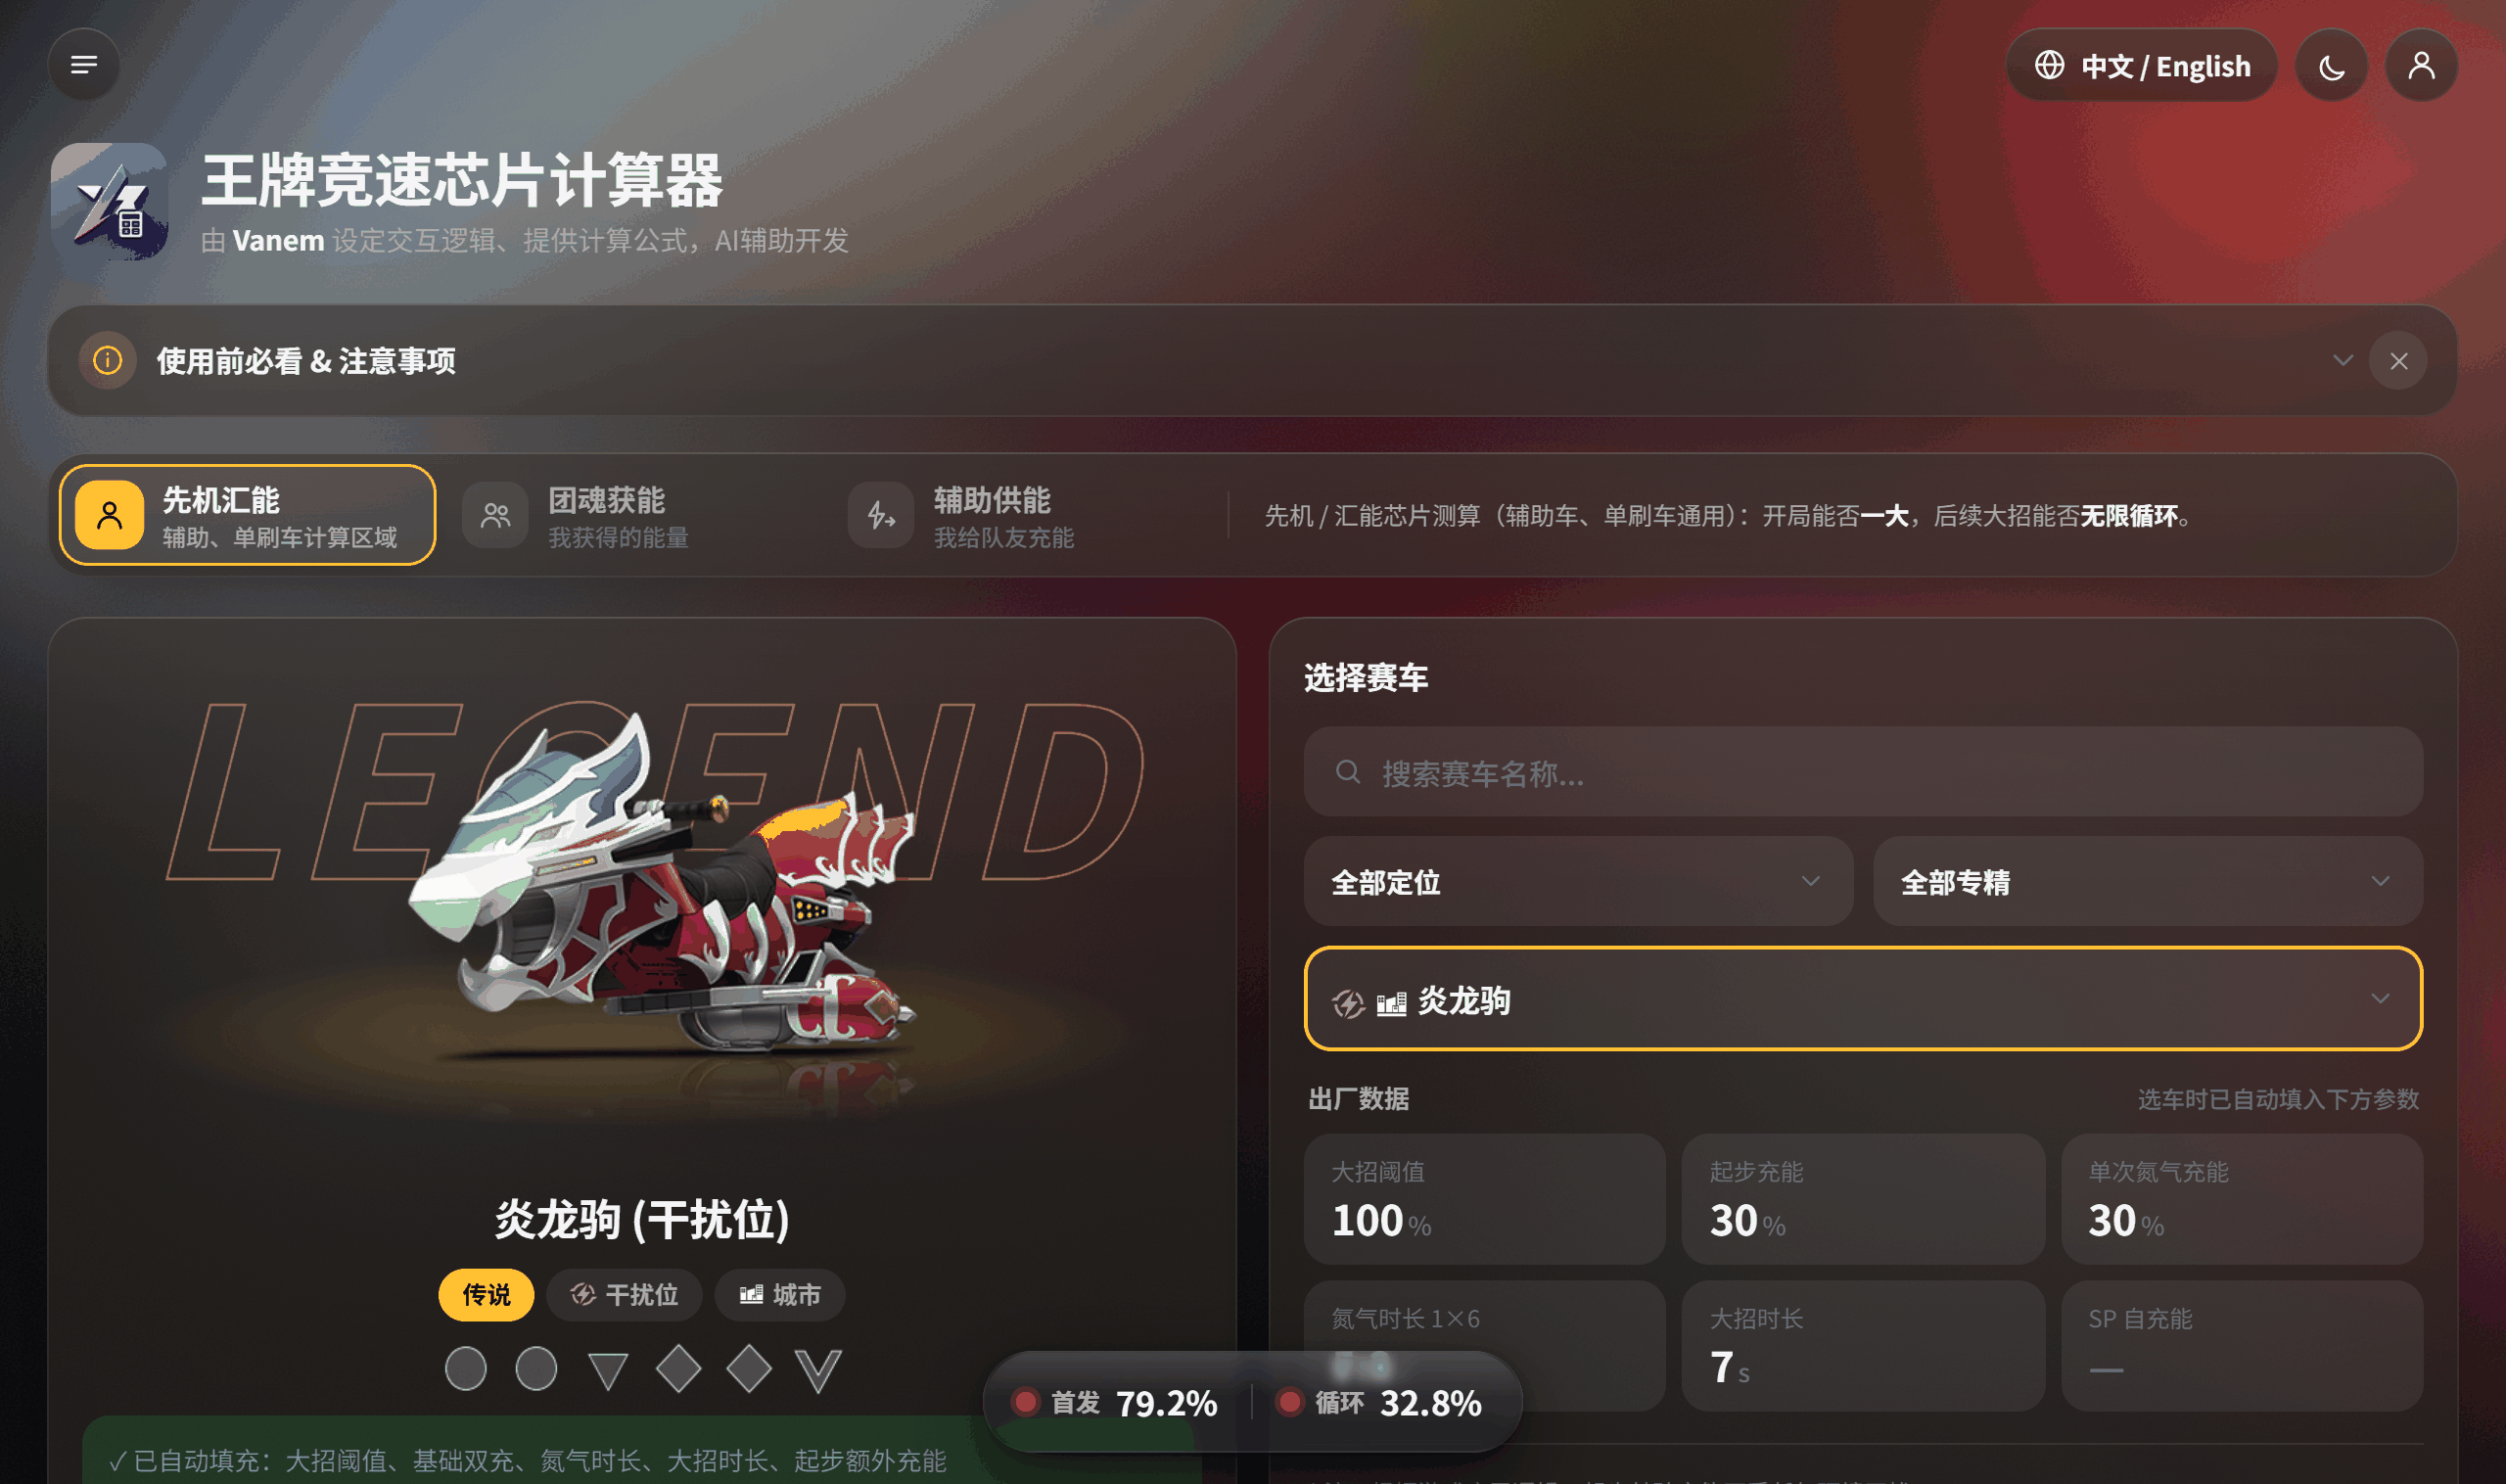 中文 / English
王牌竞速芯片计算器
由 Vanem 设定交互逻辑、提供计算公式，AI辅助开发
使用前必看 & 注意事项
先机汇能
辅助、单刷车计算区域
团魂获能
我获得的能量
辅助供能
我给队友充能
先机 / 汇能芯片测算（辅助车、单刷车通用）：开局能否一大，后续大招能否无限循环。
LEGEND
炎龙驹 (干扰位)
传说
干扰位
城市
✓ 已自动填充：大招阈值、基础双充、氮气时长、大招时长、起步额外充能
选择赛车
搜索赛车名称...
全部定位
全部专精
炎龙驹
出厂数据
选车时已自动填入下方参数
大招阈值
100 %
起步充能
30 %
单次氮气充能
30 %
氮气时长 1×6
大招时长
7 s
SP 自充能
—
首发 79.2%
循环 32.8%